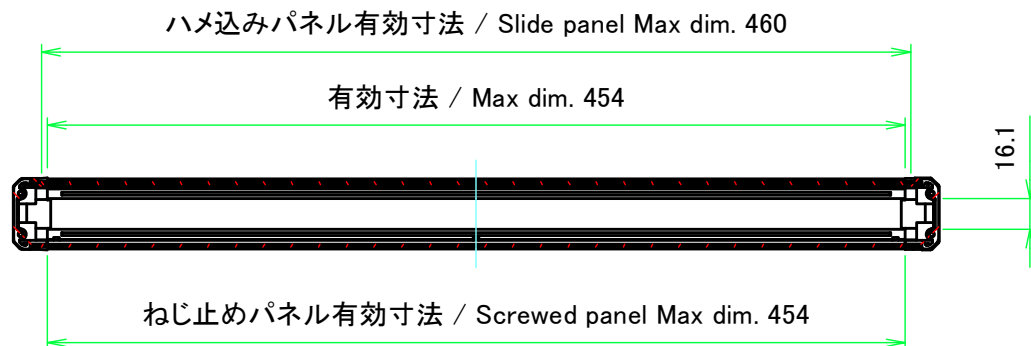 ハメ込みパネル有効寸法 / Slide panel Max dim. 460
有効寸法 / Max dim. 454
16.1
ねじ止めパネル有効寸法 / Screwed panel Max dim. 454